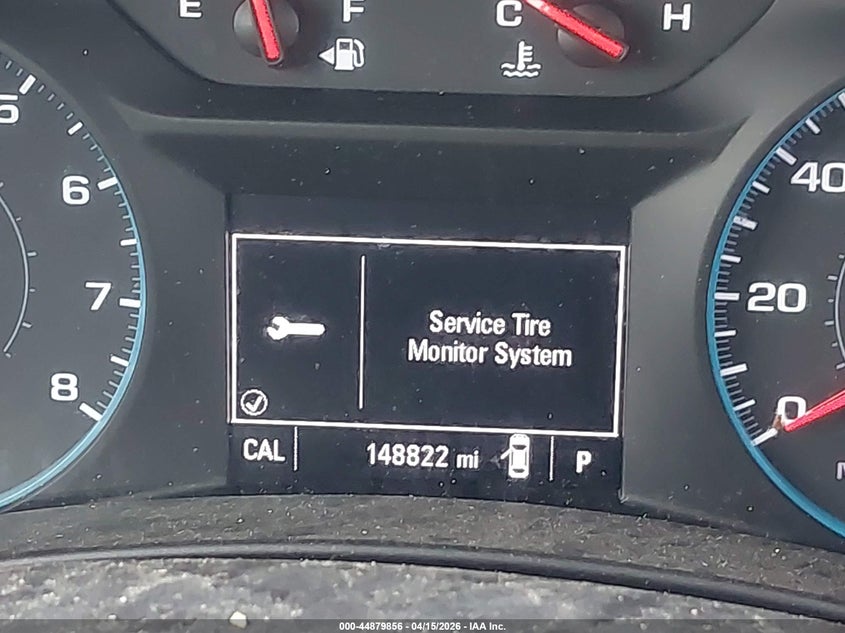 E F C H
5
6
7
8
40
20
0
Service Tire
Monitor System
CAL 148822 mi P
000-44879856 - 04/15/2026 - IAA Inc.